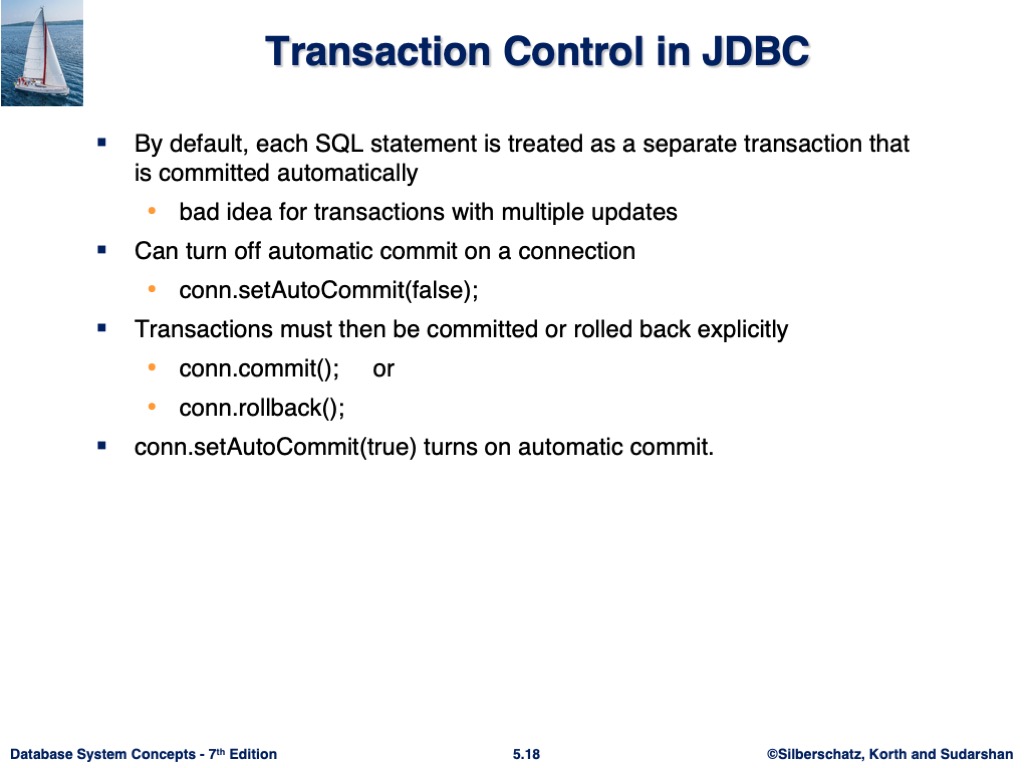 Transaction Control in JDBC
▪ By default, each SQL statement is treated as a separate transaction that
is committed automatically
• bad idea for transactions with multiple updates
▪ Can turn off automatic commit on a connection
• conn.setAutoCommit(false);
▪ Transactions must then be committed or rolled back explicitly
• conn.commit(); or
• conn.rollback();
▪ conn.setAutoCommit(true) turns on automatic commit.
Database System Concepts - 7th Edition 5.18 ©Silberschatz, Korth and Sudarshan